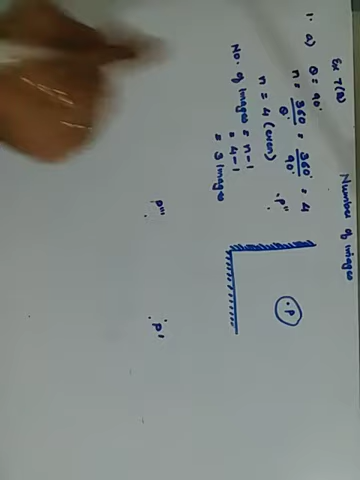 Ex 7(B)
Number of images
1. a) θ = 90°
n = 360° / θ° = 360° / 90° = 4
n = 4 (even)
No. of images = n - 1
= 4 - 1
= 3 images
.P"
.P
P'''
.P'